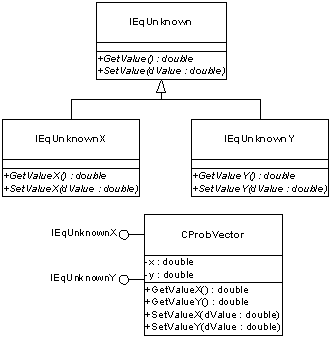 IEqUnknown
+GetValue() : double
+SetValue(dValue : double)
IEqUnknownX
+GetValueX() : double
+SetValueX(dValue : double)
IEqUnknownY
+GetValueY() : double
+SetValueY(dValue : double)
IEqUnknownX
IEqUnknownY
CProbVector
- x : double
- y : double
+GetValueX() : double
+GetValueY() : double
+SetValueX(dValue : double)
+SetValueY(dValue : double)